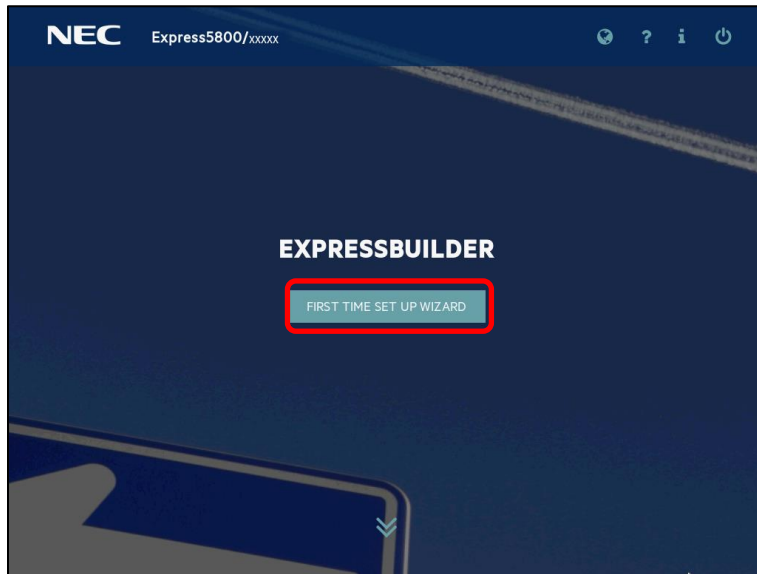 NEC Express5800/xxxxx ? i
EXPRESSBUILDER
FIRST TIME SET UP WIZARD